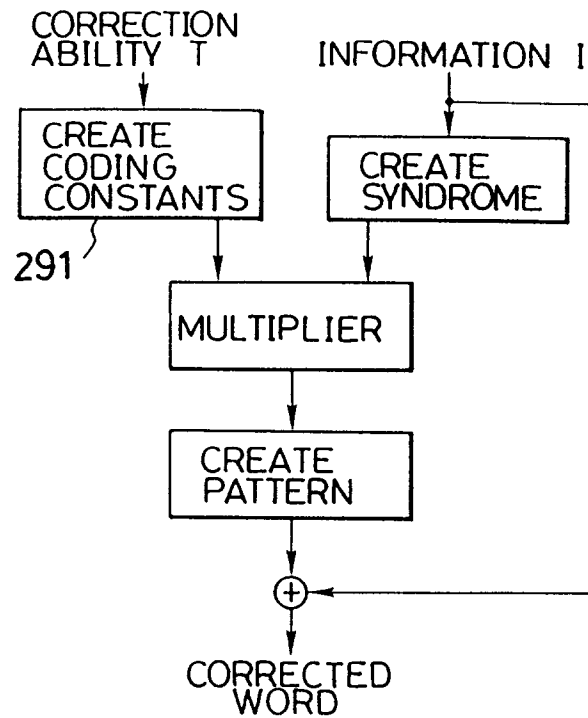 CORRECTION
ABILITY T
INFORMATION I
CREATE
CODING
CONSTANTS
CREATE
SYNDROME
291
MULTIPLIER
CREATE
PATTERN
+
CORRECTED
WORD